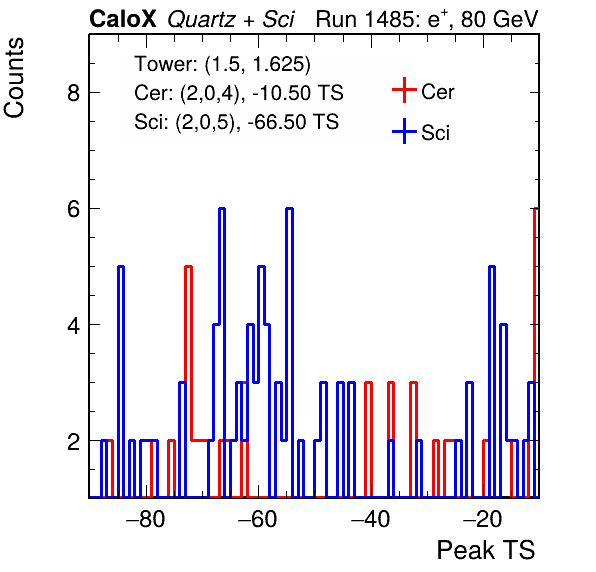 CaloX Quartz + Sci Run 1485: e+, 80 GeV
Counts
Tower: (1.5, 1.625)
Cer: (2,0,4), -10.50 TS
Sci: (2,0,5), -66.50 TS
Cer
Sci
8
6
4
2
−80 −60 −40 −20
Peak TS